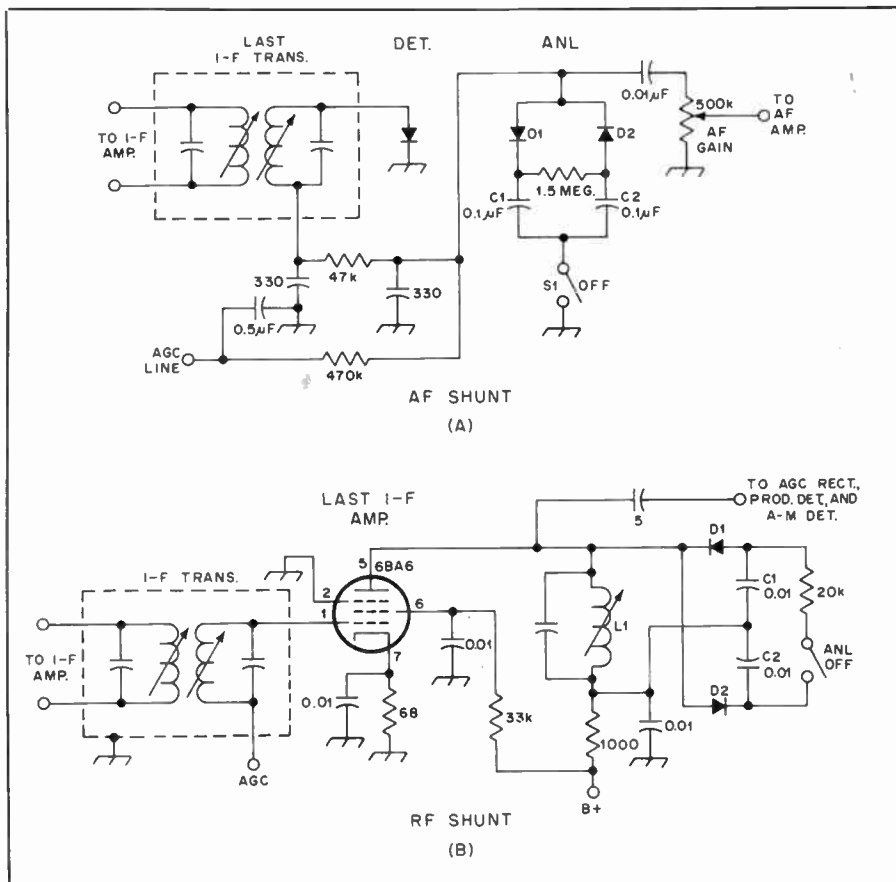 LAST
I-F TRANS.
DET.
ANL
TO I-F
AMP.
0.01µF
500k
AF
GAIN
TO
AF
AMP.
D1
D2
1.5 MEG.
C1
0.1µF
C2
0.1µF
S1
OFF
330
47k
330
0.5µF
AGC
LINE
470k
AF SHUNT
(A)
LAST I-F
AMP.
I-F TRANS.
TO I-F
AMP.
AGC
5
6BA6
2
1
6
7
0.01
68
0.01
33k
5
TO AGC RECT.,
PROD. DET., AND
A-M DET.
L1
1000
0.01
B+
D1
C1
0.01
C2
0.01
D2
20k
ANL
OFF
RF SHUNT
(B)